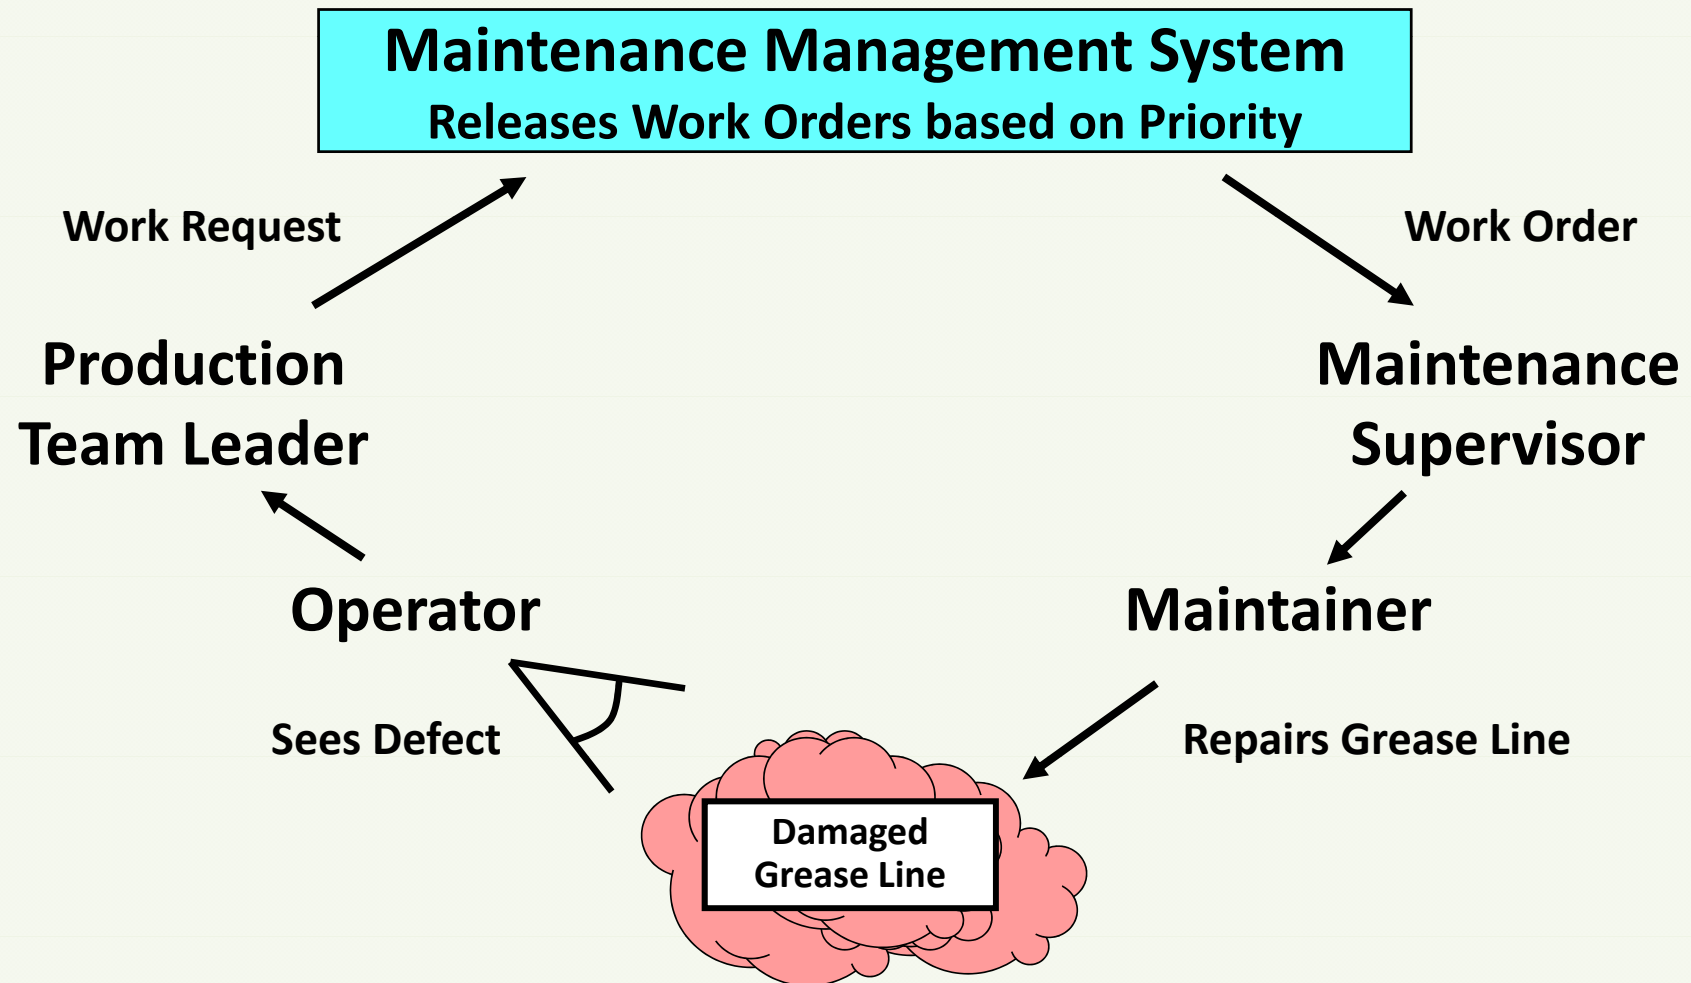 Maintenance Management System
Releases Work Orders based on Priority
Work Request
Work Order
Production
Team Leader
Maintenance
Supervisor
Operator
Maintainer
Sees Defect
Repairs Grease Line
Damaged
Grease Line